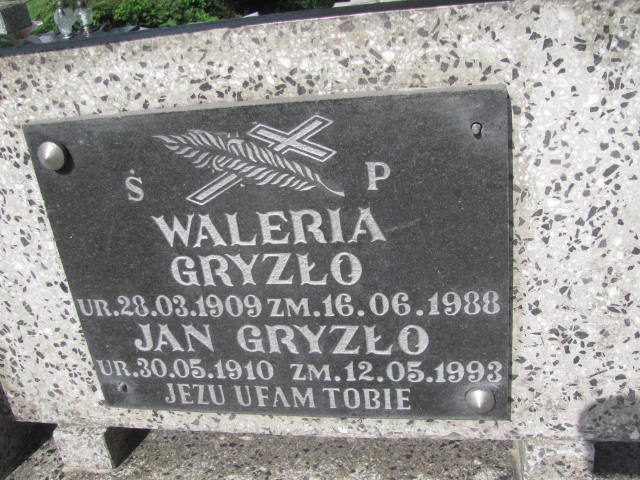 Ś P
WALERIA
GRYZŁO
UR.28.03.1909 ZM.16.06.1988
JAN GRYZŁO
UR.30.05.1910 ZM.12.05.1993
JEZU UFAM TOBIE